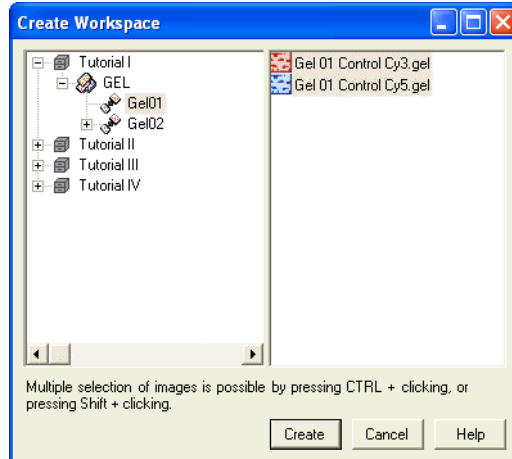 Create Workspace
Tutorial I
GEL
Gel01
Gel02
Tutorial II
Tutorial III
Tutorial IV
Gel 01 Control Cy3.gel
Gel 01 Control Cy5.gel
Multiple selection of images is possible by pressing CTRL + clicking, or
pressing Shift + clicking.
Create
Cancel
Help